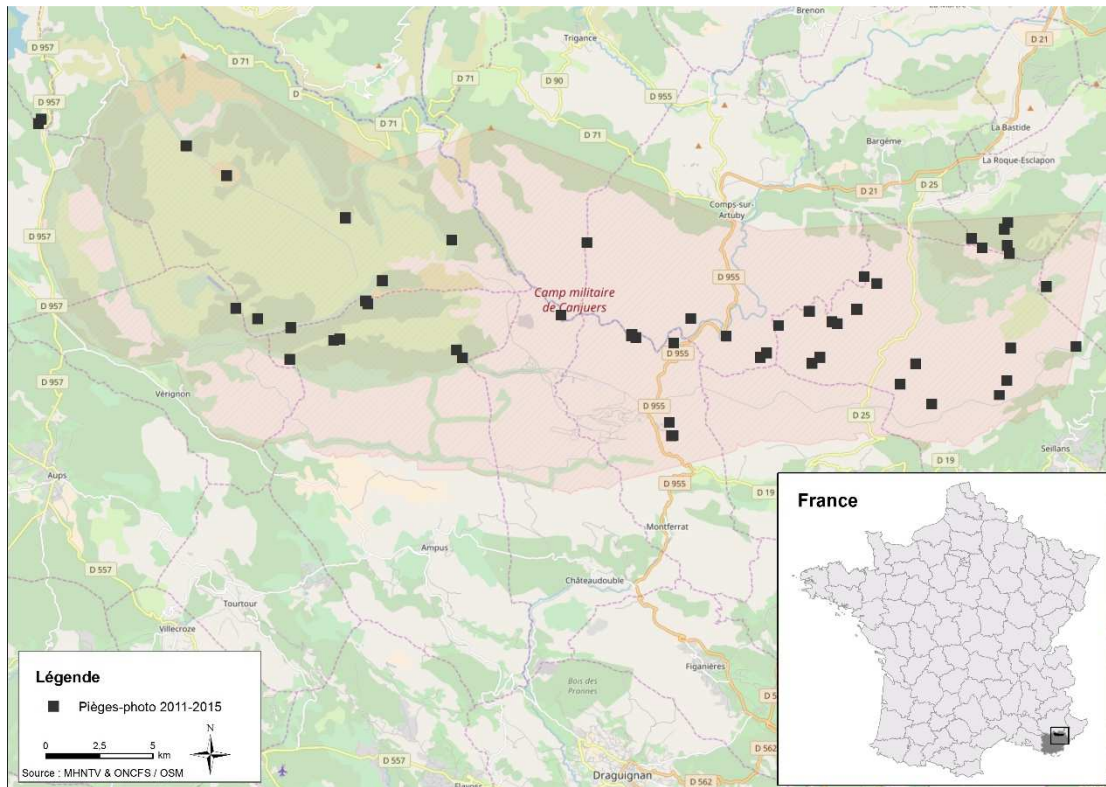 Brenon
D 957
D 71
Trigance
D 21
D 90
D 71
D 955
D
D 957
D 71
D 71
La Bastide
Bargème
La Roque-Esclapon
D 25
D 21
Comps-sur-
Artuby
D 957
D 955
Camp militaire
de Canjuers
D 957
D 955
D 957
Vérignon
D 955
D 25
Seillans
D 19
Aups
D 955
D 19
Montferrat
Ampus
D 557
Châteaudouble
Tourtour
Villecroze
Figanières
Bois des
Prannes
D 562
D 557
Draguignan
D 562
Légende
Pièges-photo 2011-2015
0 2,5 5
km
N
Source : MHNTV & ONCFS / OSM
France